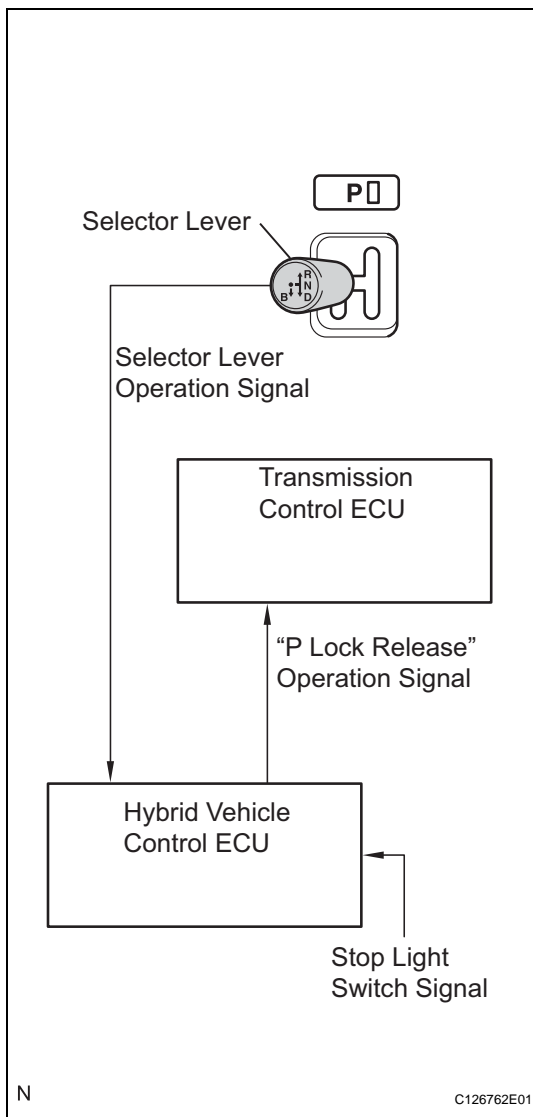 P
Selector Lever
R
N
B
D
Selector Lever
Operation Signal
Transmission
Control ECU
“P Lock Release”
Operation Signal
Hybrid Vehicle
Control ECU
Stop Light
Switch Signal
N
C126762E01